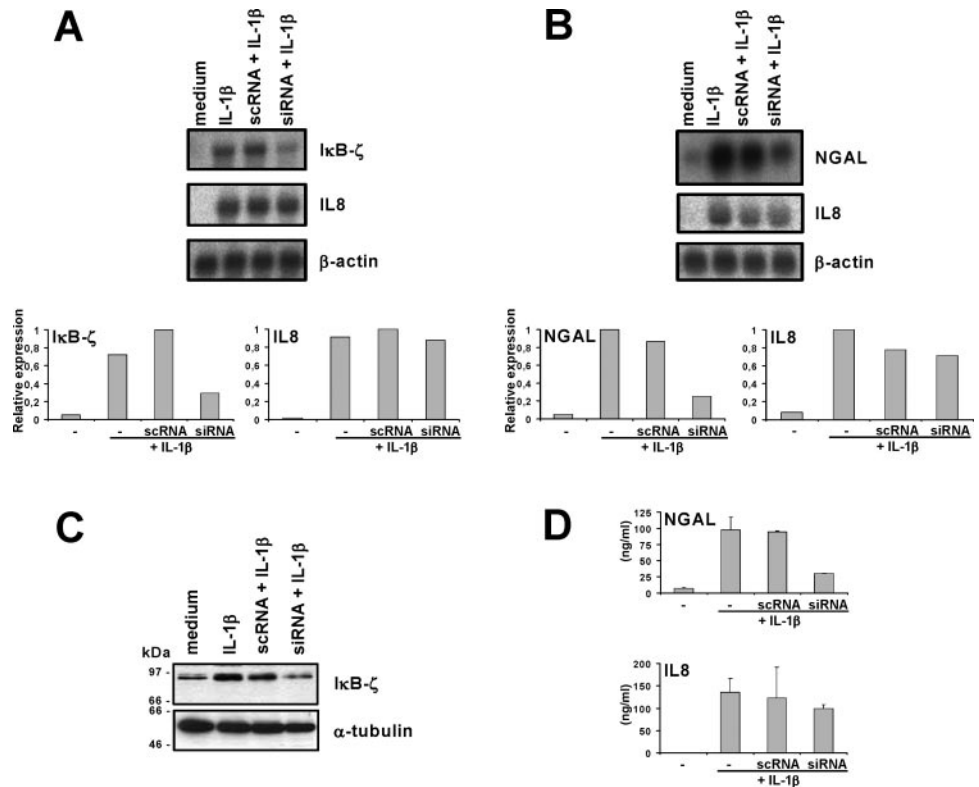 A
medium
IL-1β
scRNA + IL-1β
siRNA + IL-1β
IκB-ζ
IL8
β-actin
Relative expression
IκB-ζ
1
0,8
0,6
0,4
0,2
0
- - scRNA siRNA
+ IL-1β
IL8
1
0,8
0,6
0,4
0,2
0
- - scRNA siRNA
+ IL-1β
B
medium
IL-1β
scRNA + IL-1β
siRNA + IL-1β
NGAL
IL8
β-actin
Relative expression
NGAL
1
0,8
0,6
0,4
0,2
0
- - scRNA siRNA
+ IL-1β
IL8
1
0,8
0,6
0,4
0,2
0
- - scRNA siRNA
+ IL-1β
C
medium
IL-1β
scRNA + IL-1β
siRNA + IL-1β
kDa
97 -
66 -
IκB-ζ
66 -
46 -
α-tubulin
D
NGAL
(ng/ml)
125
100
75
50
25
0
- - scRNA siRNA
+ IL-1β
IL8
(ng/ml)
200
150
100
50
0
- - scRNA siRNA
+ IL-1β